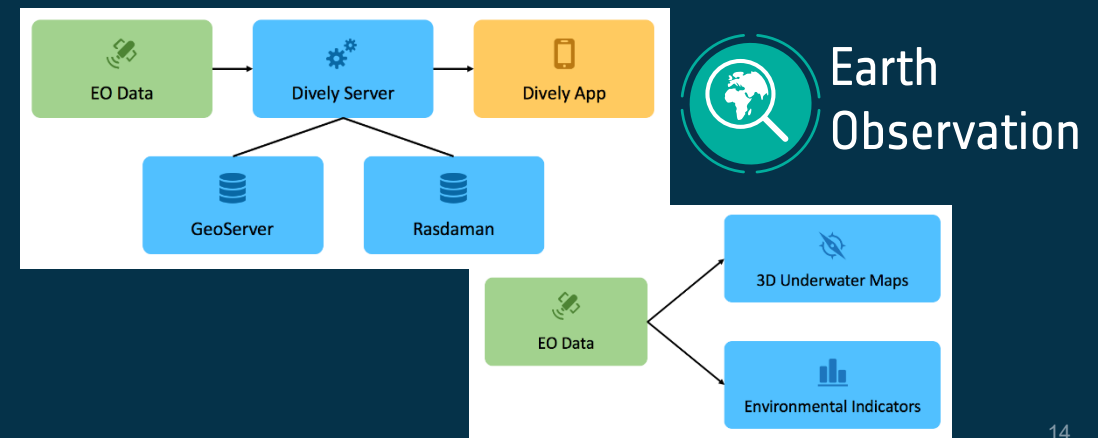 EO Data
Dively Server
Dively App
GeoServer
Rasdaman
Earth
Observation
3D Underwater Maps
EO Data
Environmental Indicators
14